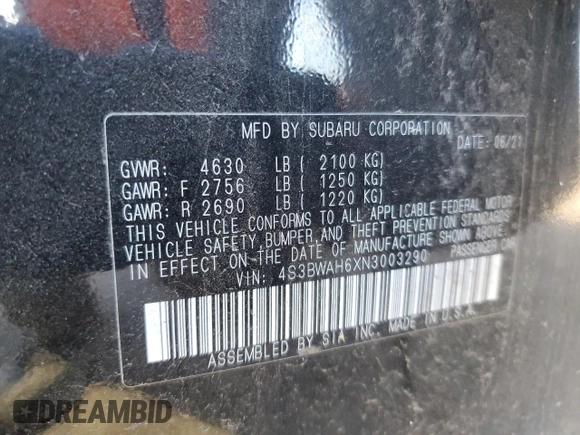 MFD BY SUBARU CORPORATION
DATE: 06/21
GVWR: 4630 LB ( 2100 KG)
GAWR: F 2756 LB ( 1250 KG)
GAWR: R 2690 LB ( 1220 KG)
THIS VEHICLE CONFORMS TO ALL APPLICABLE FEDERAL MOTOR
VEHICLE SAFETY, BUMPER, AND THEFT PREVENTION STANDARDS
IN EFFECT ON THE DATE OF MANUFACTURE SHOWN ABOVE.
VIN: 4S3BWAH6XN3003290 PASSENGER CAR
ASSEMBLED BY SIA INC. MADE IN U.S.A.
DREAMBID